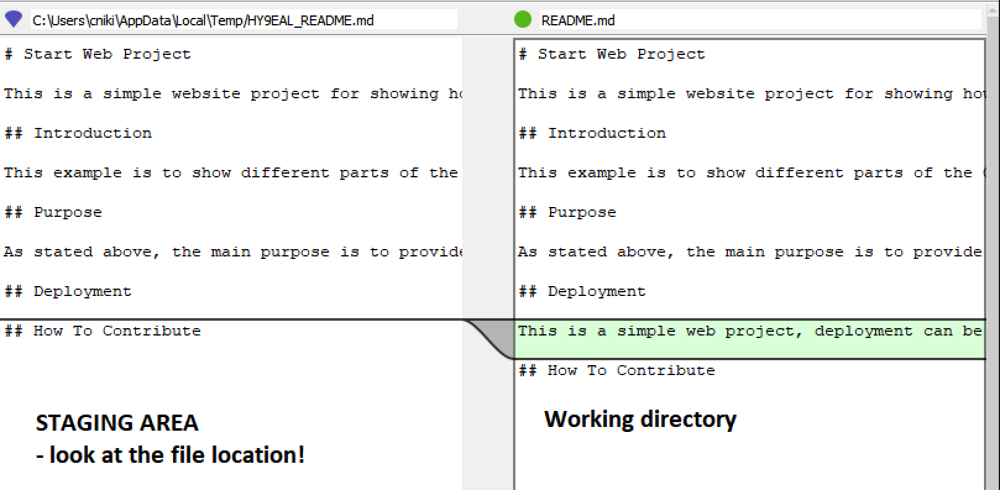 C:\Users\cniki\AppData\Local\Temp/HY9EAL_README.md
# Start Web Project
This is a simple website project for showing
## Introduction
This example is to show different parts of the
## Purpose
As stated above, the main purpose is to provide
## Deployment
## How To Contribute
STAGING AREA
- look at the file location!
README.md
# Start Web Project
This is a simple website project for showing how
## Introduction
This example is to show different parts of the
## Purpose
As stated above, the main purpose is to provide
## Deployment
This is a simple web project, deployment can be
## How To Contribute
Working directory